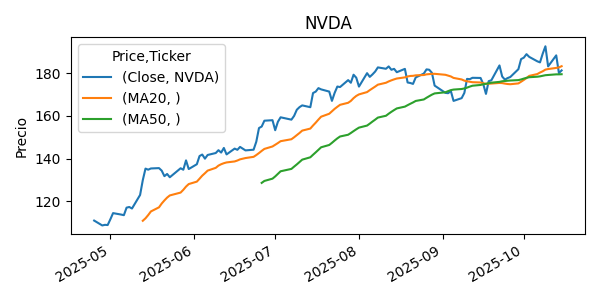 NVDA
Price,Ticker
(Close, NVDA)
(MA20, )
(MA50, )
Precio
180
160
140
120
2025-05
2025-06
2025-07
2025-08
2025-09
2025-10